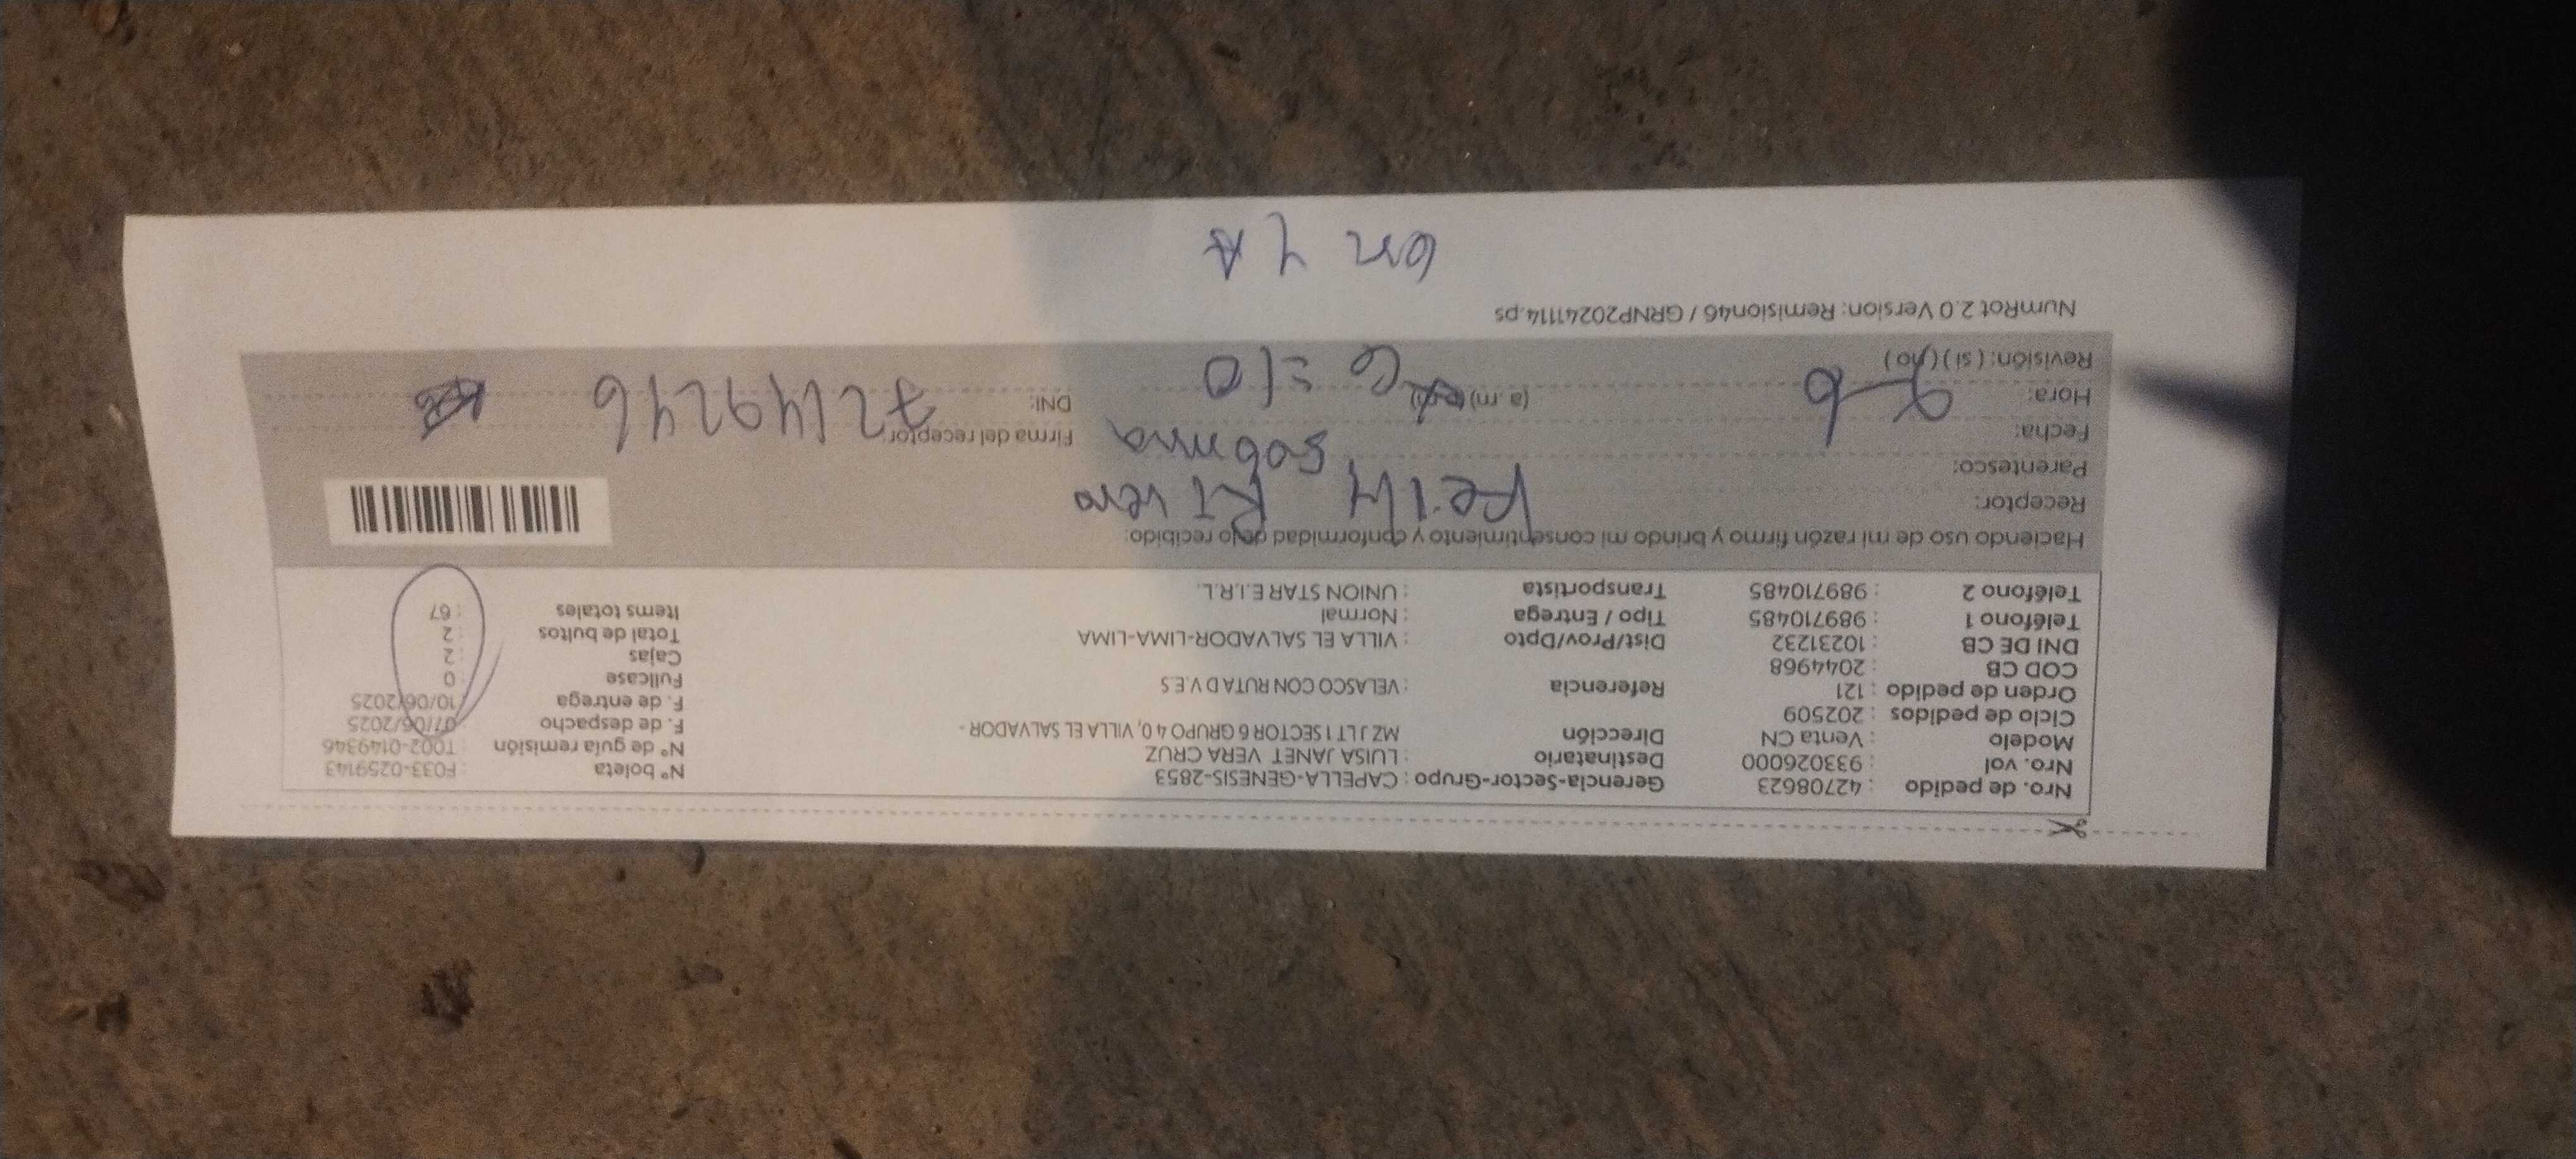 Nro. de pedido : 42708623 Gerencia-Sector-Grupo : CAPELLA-GENESIS-2853 N° boleta : F033-0259143
Nro. vol : 933026000 Destinatario : LUISA JANET VERA CRUZ N° de guía remisión : T002-0149346
Modelo : Venta CN Dirección MZ J LT 1 SECTOR 6 GRUPO 4 0, VILLA EL SALVADOR - F. de despacho : 07/06/2025
Ciclo de pedidos : 202509 F. de entrega : 10/06/2025
Orden de pedido : 121 Referencia : VELASCO CON RUTA D V.E.S Fullcase : 0
COD CB : 2044968 Cajas : 2
DNI DE CB : 10231232 Dist/Prov/Dpto : VILLA EL SALVADOR-LIMA-LIMA Total de bultos : 2
Teléfono 1 : 989710485 Tipo / Entrega : Normal Items totales : 67
Teléfono 2 : 989710485 Transportista : UNION STAR E.I.R.L.
Haciendo uso de mi razón firmo y brindo mi consentimiento y conformidad de lo recibido:
Receptor: Keily Rivera
Parentesco: sobrina
Fecha: Firma del receptor:
Hora: (a.m) DNI: 72149246
Revisión: ( si ) ( no ) 6=10
NumRot 2.0 Version: Remision46 / GRNP20241114.ps